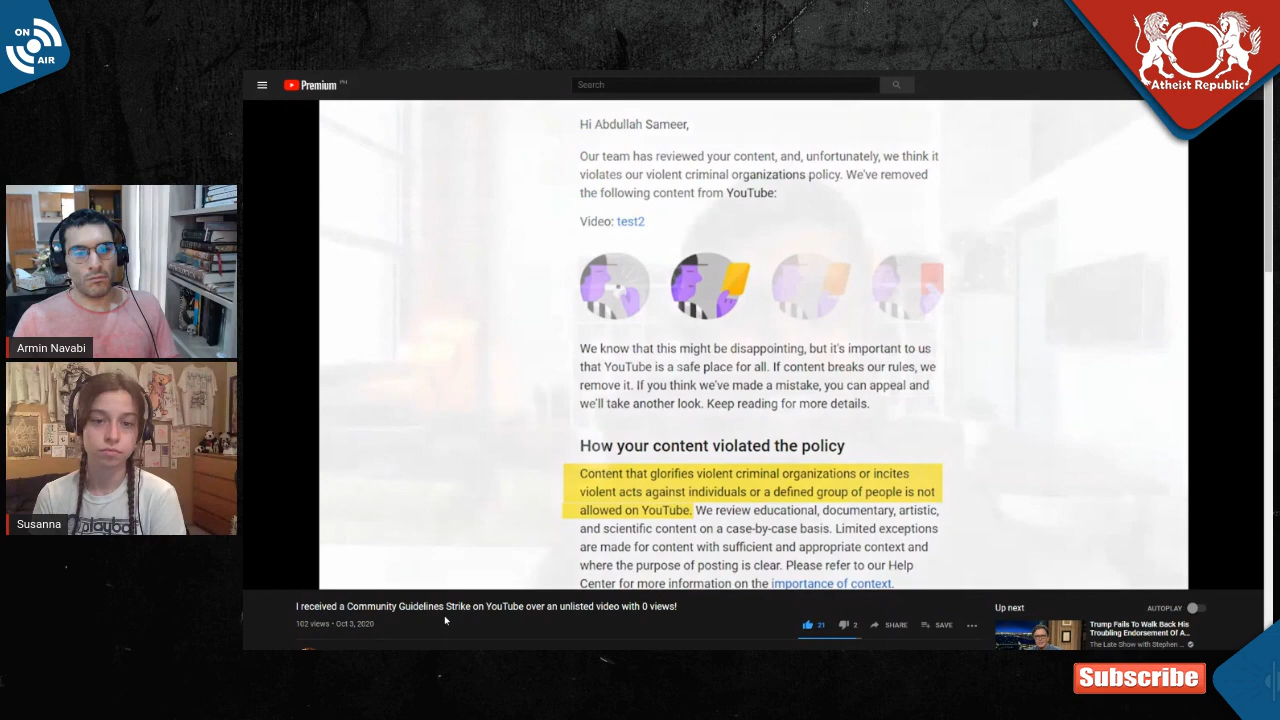 ON
AIR
Premium PH
Search
Atheist Republic
Hi Abdullah Sameer,
Our team has reviewed your content, and, unfortunately, we think it
violates our violent criminal organizations policy. We've removed
the following content from YouTube:
Video: test2
We know that this might be disappointing, but it's important to us
that YouTube is a safe place for all. If content breaks our rules, we
remove it. If you think we've made a mistake, you can appeal and
we'll take another look. Keep reading for more details.
How your content violated the policy
Content that glorifies violent criminal organizations or incites
violent acts against individuals or a defined group of people is not
allowed on YouTube. We review educational, documentary, artistic,
and scientific content on a case-by-case basis. Limited exceptions
are made for content with sufficient and appropriate context and
where the purpose of posting is clear. Please refer to our Help
Center for more information on the importance of context.
Armin Navabi
Susanna
I received a Community Guidelines Strike on YouTube over an unlisted video with 0 views!
102 views • Oct 3, 2020
21
2
SHARE
SAVE
Up next
AUTOPLAY
Trump Fails To Walk Back His
Troubling Endorsement Of A...
The Late Show with Stephen ...
Subscribe